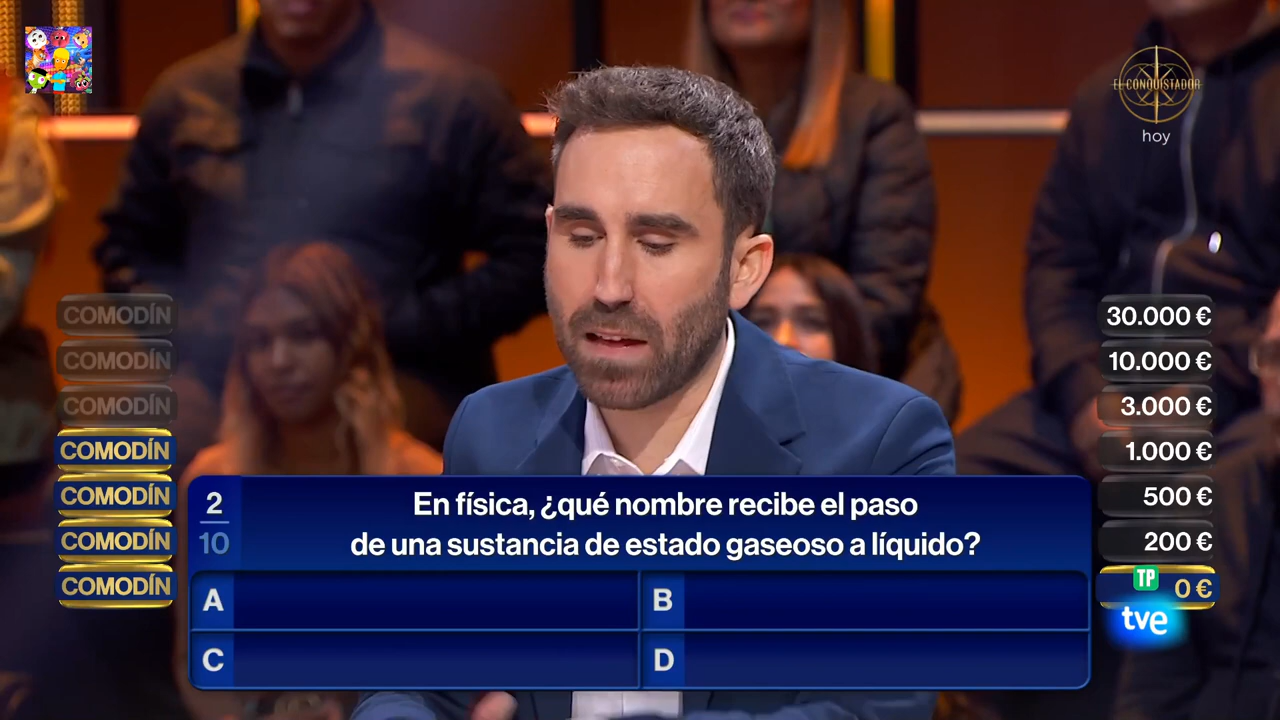 EL CONQUISTADOR
hoy
COMODÍN
COMODÍN
COMODÍN
COMODÍN
COMODÍN
COMODÍN
COMODÍN
30.000 €
10.000 €
3.000 €
1.000 €
500 €
200 €
TP
0 €
tve
2
10
En física, ¿qué nombre recibe el paso
de una sustancia de estado gaseoso a líquido?
A
B
C
D